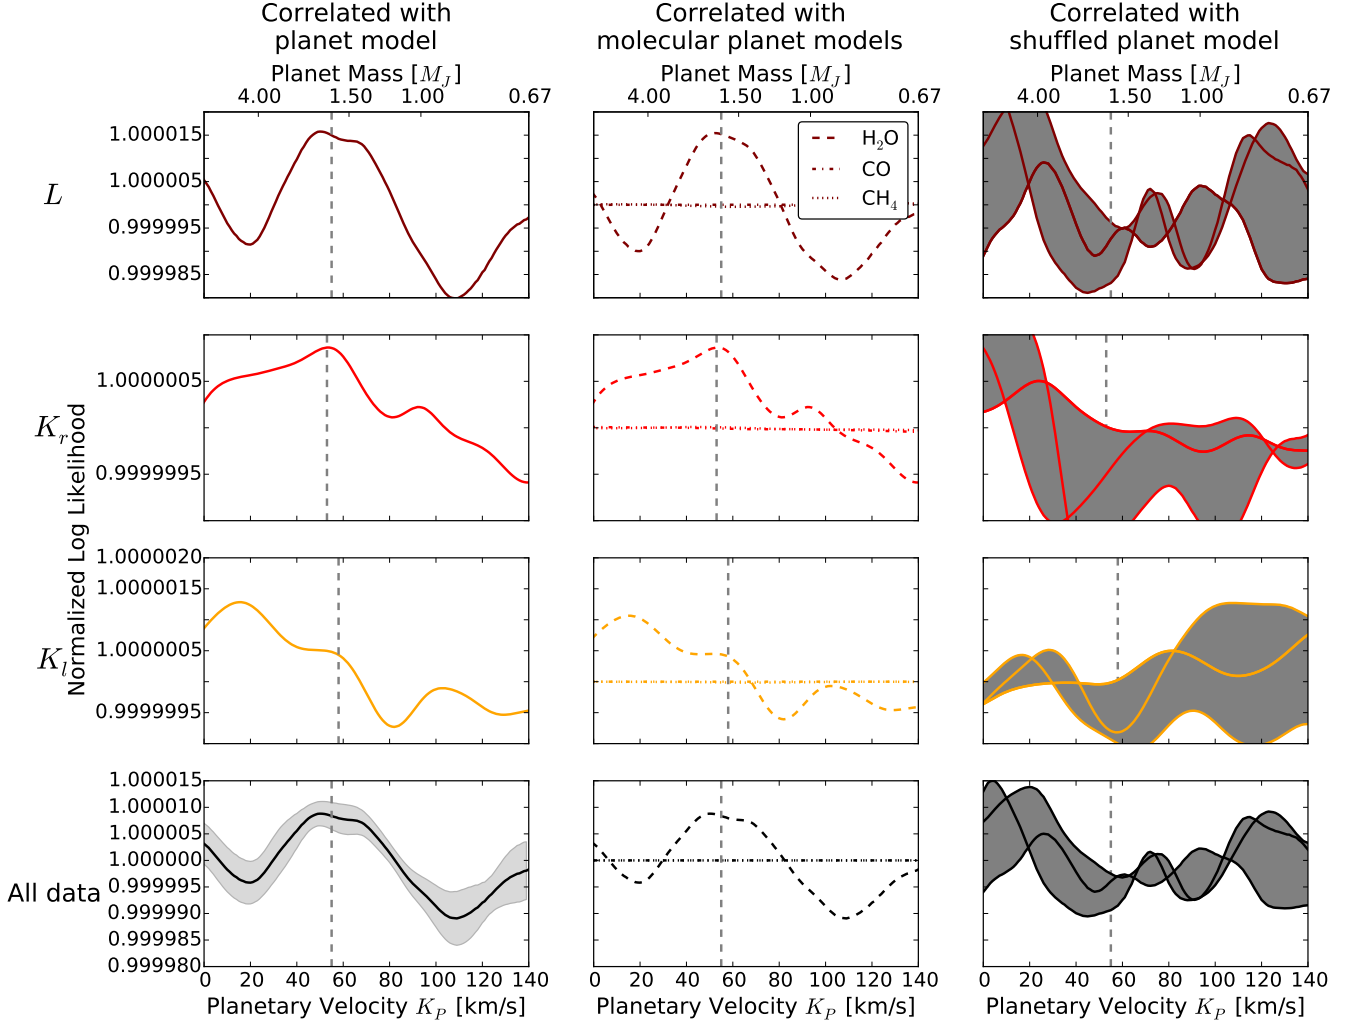 Correlated with
planet model
Correlated with
molecular planet models
Correlated with
shuffled planet model
Planet Mass [M_J]
Planet Mass [M_J]
Planet Mass [M_J]
4.00 1.50 1.00 0.67
4.00 1.50 1.00 0.67
4.00 1.50 1.00 0.67
L
1.000015
1.000005
0.999995
0.999985
H₂O
CO
CH₄
K_r
1.0000005
0.9999995
Normalized Log Likelihood
K_l
1.0000020
1.0000015
1.0000005
0.9999995
All data
1.000015
1.000010
1.000005
1.000000
0.999995
0.999990
0.999985
0.999980
0 20 40 60 80 100 120 140
0 20 40 60 80 100 120 140
0 20 40 60 80 100 120 140
Planetary Velocity K_P [km/s]
Planetary Velocity K_P [km/s]
Planetary Velocity K_P [km/s]